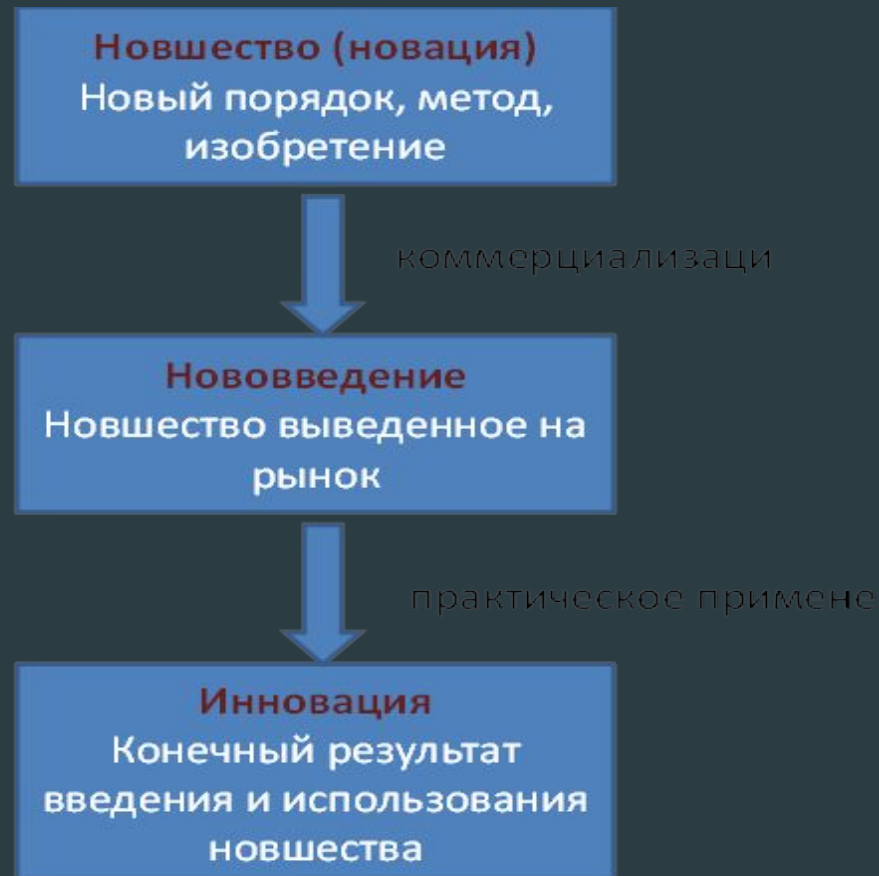 Новшество (новация)
Новый порядок, метод,
изобретение
коммерциализаци
Нововведение
Новшество выведенное на
рынок
практическое примене
Инновация
Конечный результат
введения и использования
новшества